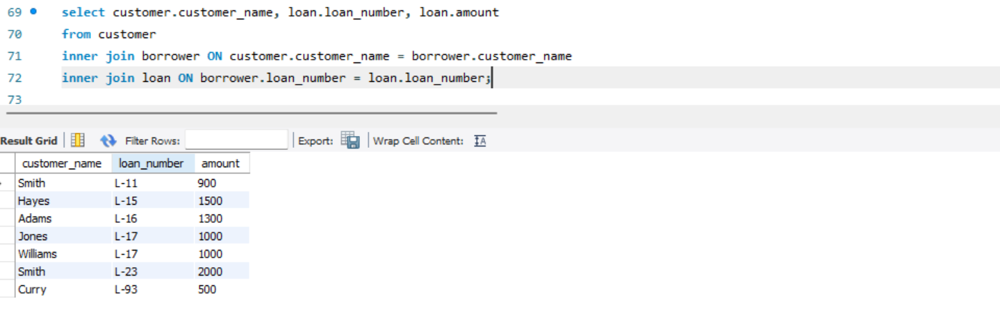 69 select customer.customer_name, loan.loan_number, loan.amount
70 from customer
71 inner join borrower ON customer.customer_name = borrower.customer_name
72 inner join loan ON borrower.loan_number = loan.loan_number;
73
Result Grid Filter Rows: Export: Wrap Cell Content: IA
customer_name loan_number amount
Smith L-11 900
Hayes L-15 1500
Adams L-16 1300
Jones L-17 1000
Williams L-17 1000
Smith L-23 2000
Curry L-93 500